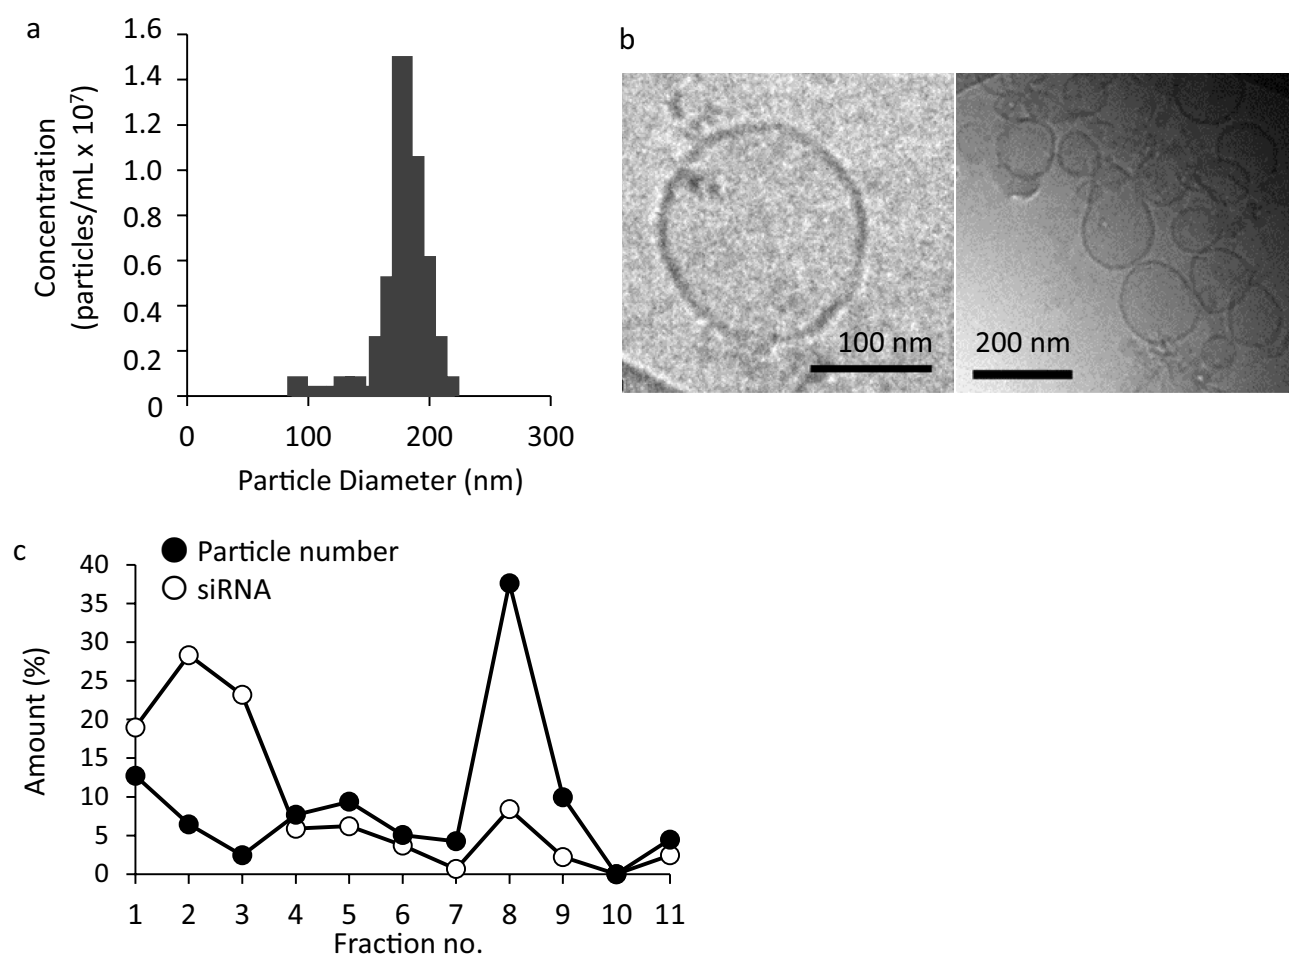 a
1.6
1.4
1.2
1.0
0.8
0.6
0.4
0.2
0
Concentration
(particles/mL x 10⁷)
0 100 200 300
Particle Diameter (nm)
b
100 nm
200 nm
c
Particle number
siRNA
40
35
30
25
20
15
10
5
0
Amount (%)
1 2 3 4 5 6 7 8 9 10 11
Fraction no.